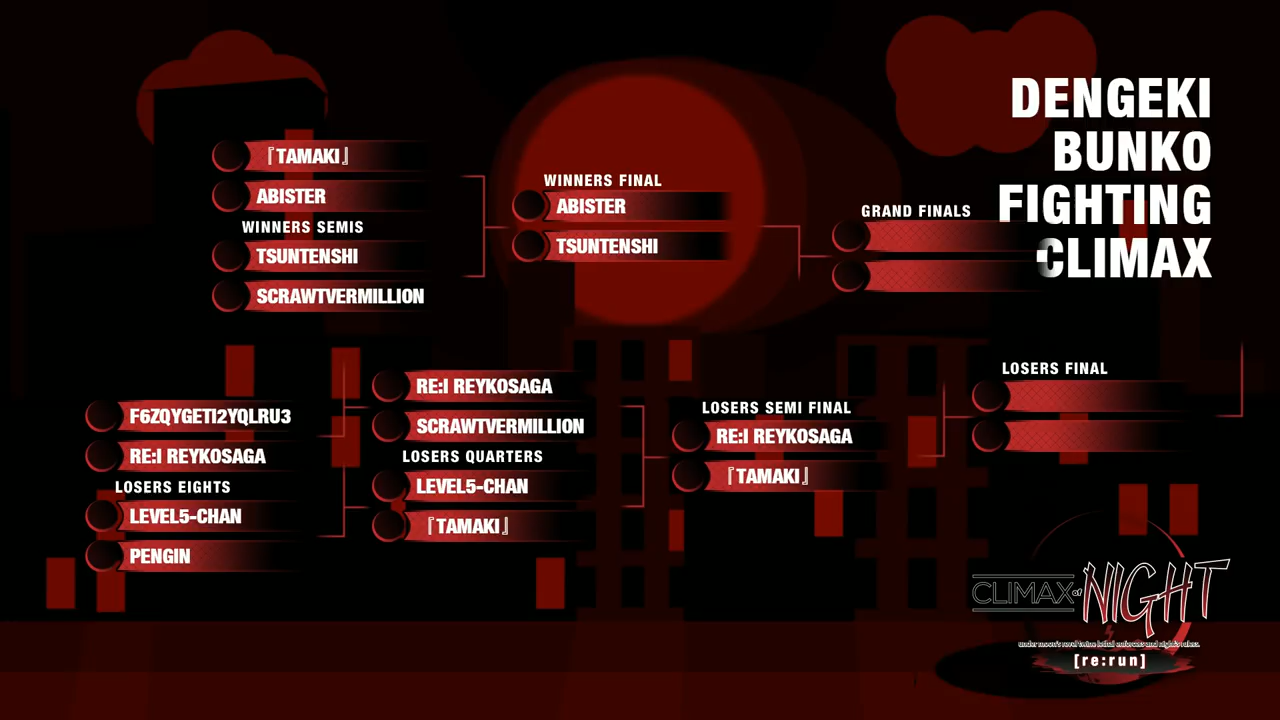 DENGEKI
BUNKO
FIGHTING
CLIMAX
『TAMAKI』
ABISTER
WINNERS SEMIS
TSUNTENSHI
SCRAWTVERMILLION
WINNERS FINAL
ABISTER
TSUNTENSHI
GRAND FINALS
F6ZQYGETI2YQLRU3
RE:I REYKOSAGA
LOSERS EIGHTS
LEVEL5-CHAN
PENGIN
RE:I REYKOSAGA
SCRAWTVERMILLION
LOSERS QUARTERS
LEVEL5-CHAN
『TAMAKI』
LOSERS SEMI FINAL
RE:I REYKOSAGA
『TAMAKI』
LOSERS FINAL
CLIMAX of NIGHT
[re:run]